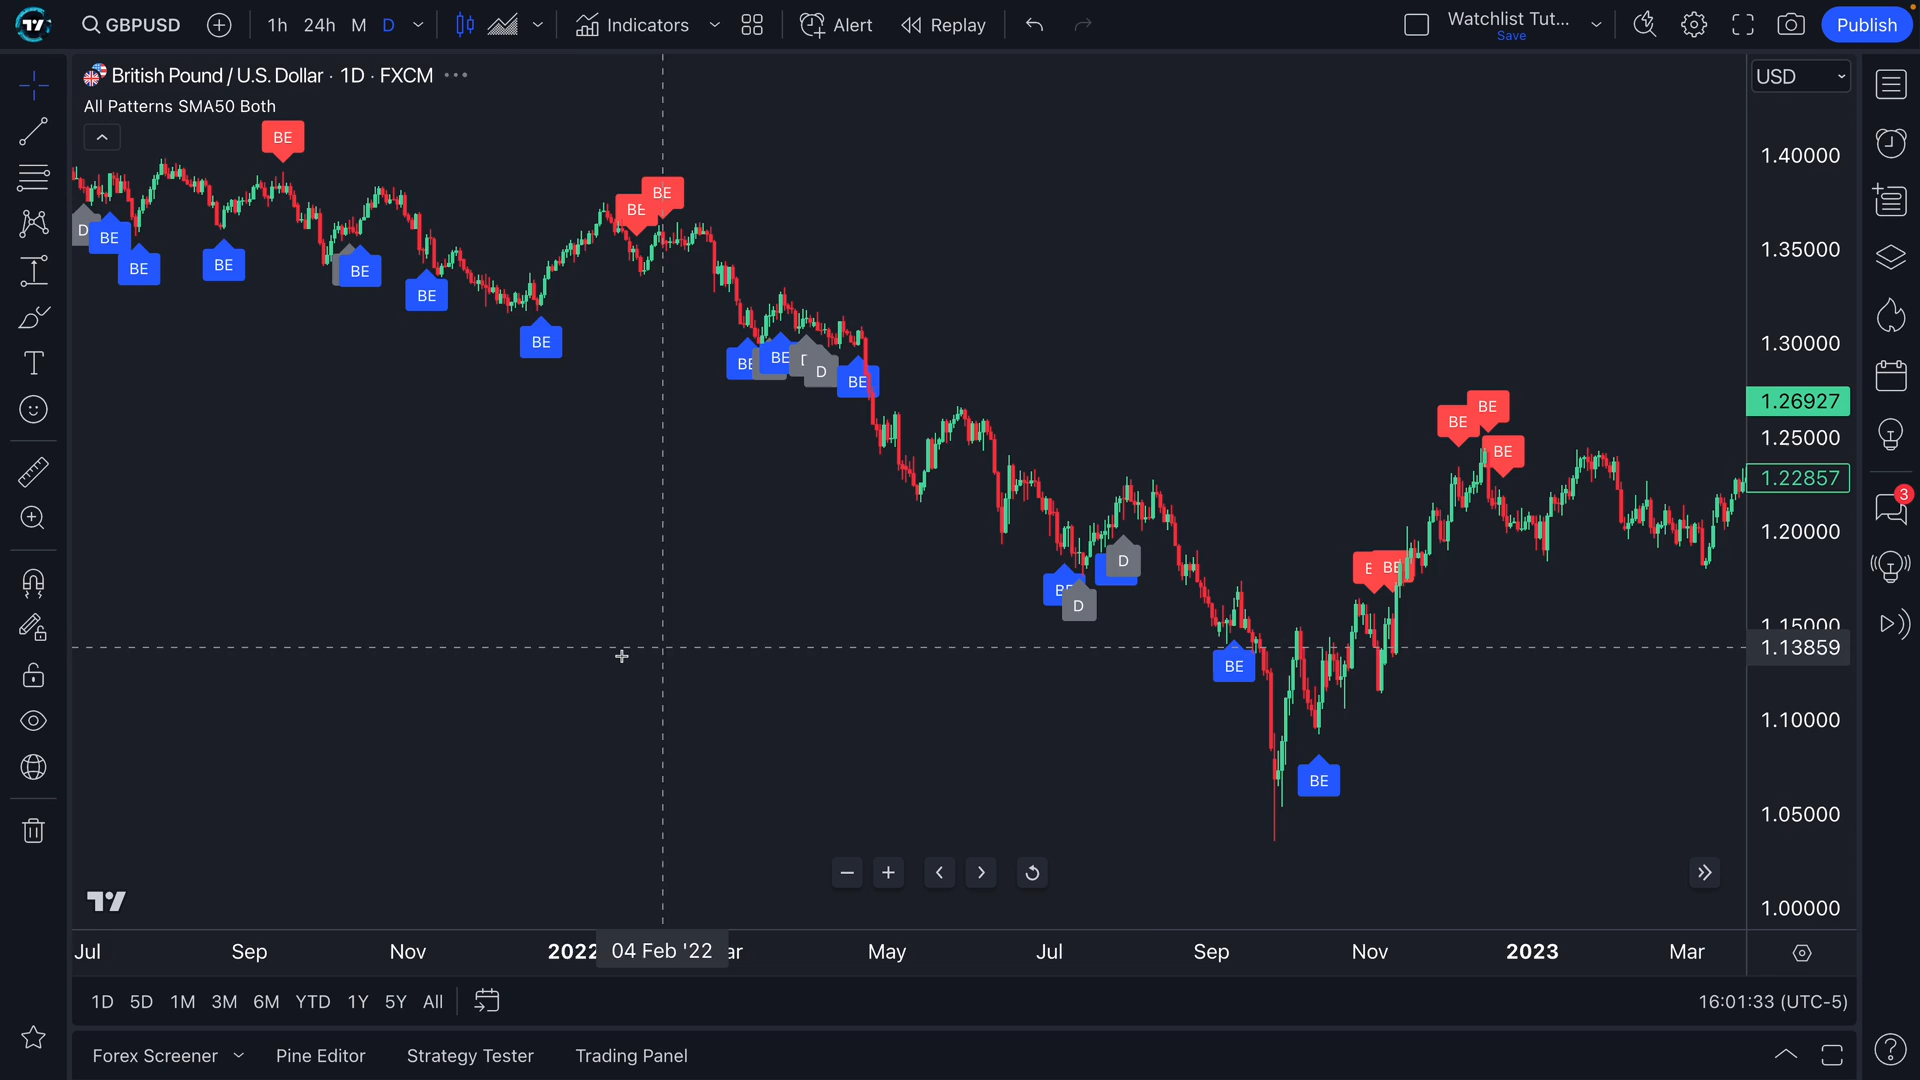 GBPUSD
1h 24h M D
Indicators
Alert
Replay
Watchlist Tut...
Save
Publish
British Pound / U.S. Dollar · 1D · FXCM
All Patterns SMA50 Both
USD
BE
BE
BE
D
BE
BE
BE
BE
BE
BE
BE
BE
D
D
BE
BE
D
D
BE
BE
BE
BE
BE
BE
1.40000
1.35000
1.30000
1.26927
1.25000
1.22857
1.20000
1.15000
1.13859
1.10000
1.05000
1.00000
3
Jul Sep Nov 2022 04 Feb '22 ar May Jul Sep Nov 2023 Mar
1D 5D 1M 3M 6M YTD 1Y 5Y All
16:01:33 (UTC-5)
Forex Screener
Pine Editor
Strategy Tester
Trading Panel